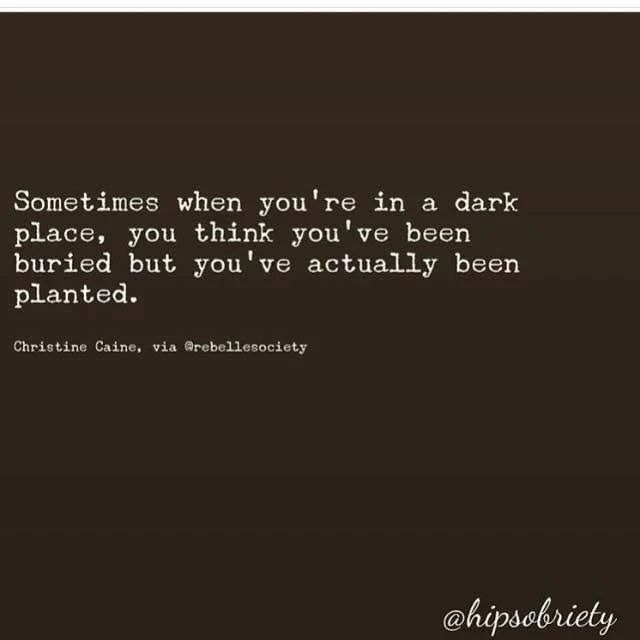 Sometimes when you're in a dark
place, you think you've been
buried but you've actually been
planted.
Christine Caine, via @rebellesociety
@hipsobriety